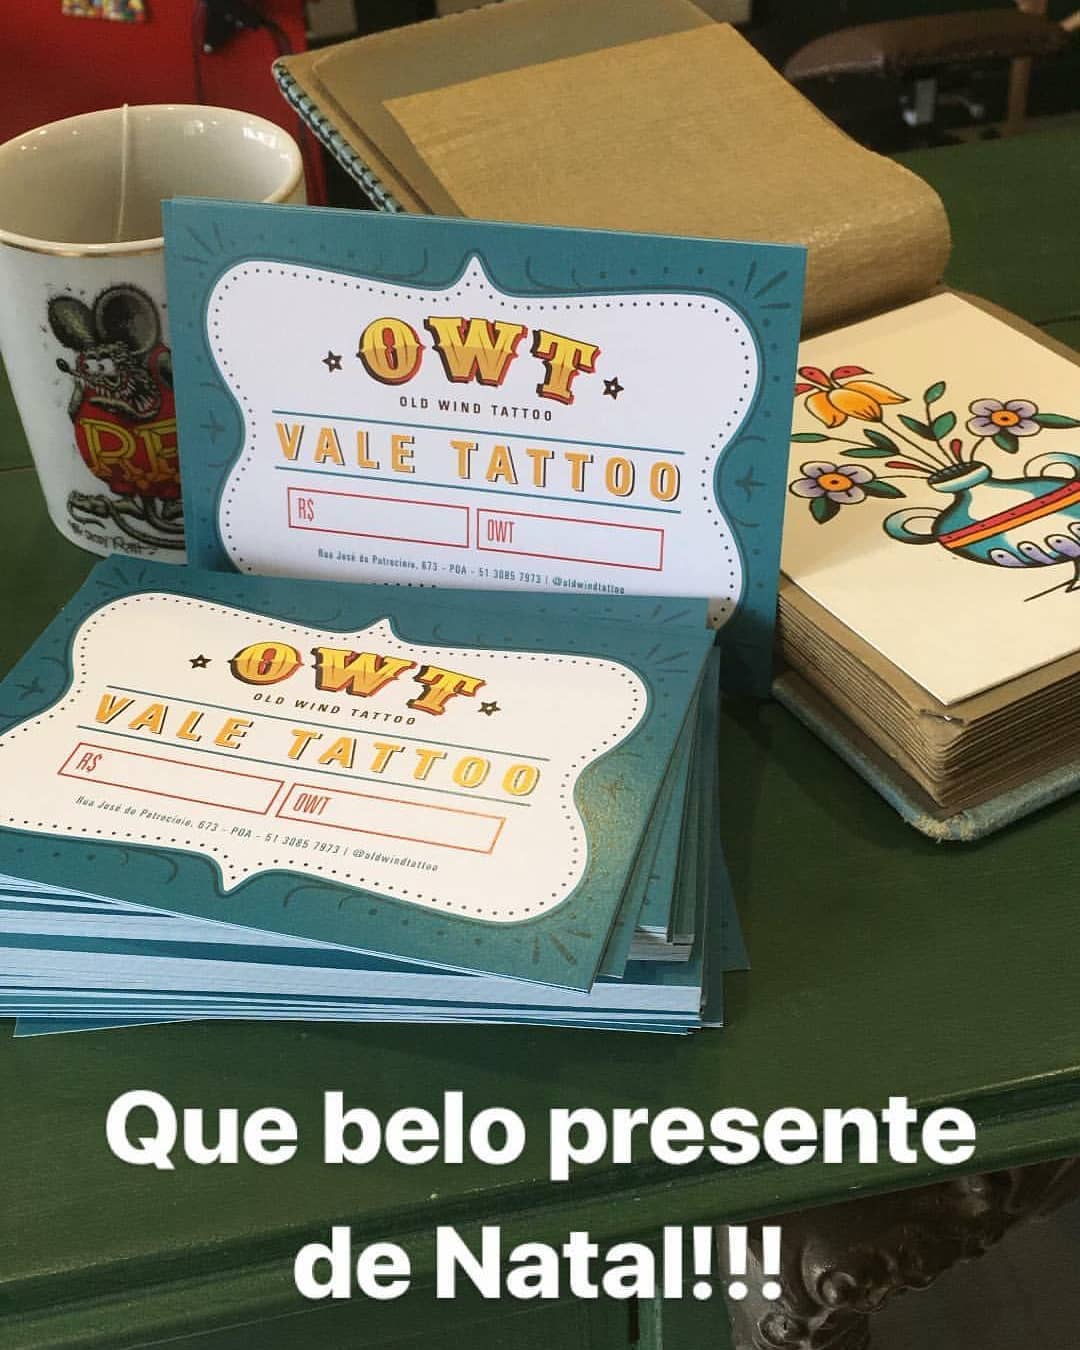 OWT
OLD WIND TATTOO
VALE TATTOO
R$ OWT
Rua José do Patrocínio, 673 - POA - 51 3085 7973 | @oldwindtattoo
OWT
OLD WIND TATTOO
VALE TATTOO
R$ OWT
Rua José do Patrocínio, 673 - POA - 51 3085 7973 | @oldwindtattoo
Que belo presente
de Natal!!!